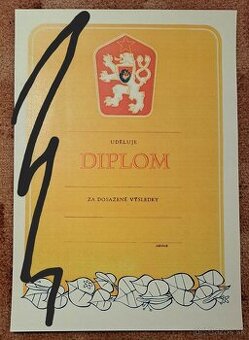 UDĚLUJE
DIPLOM
ZA DOSAŽENÉ VÝSLEDKY